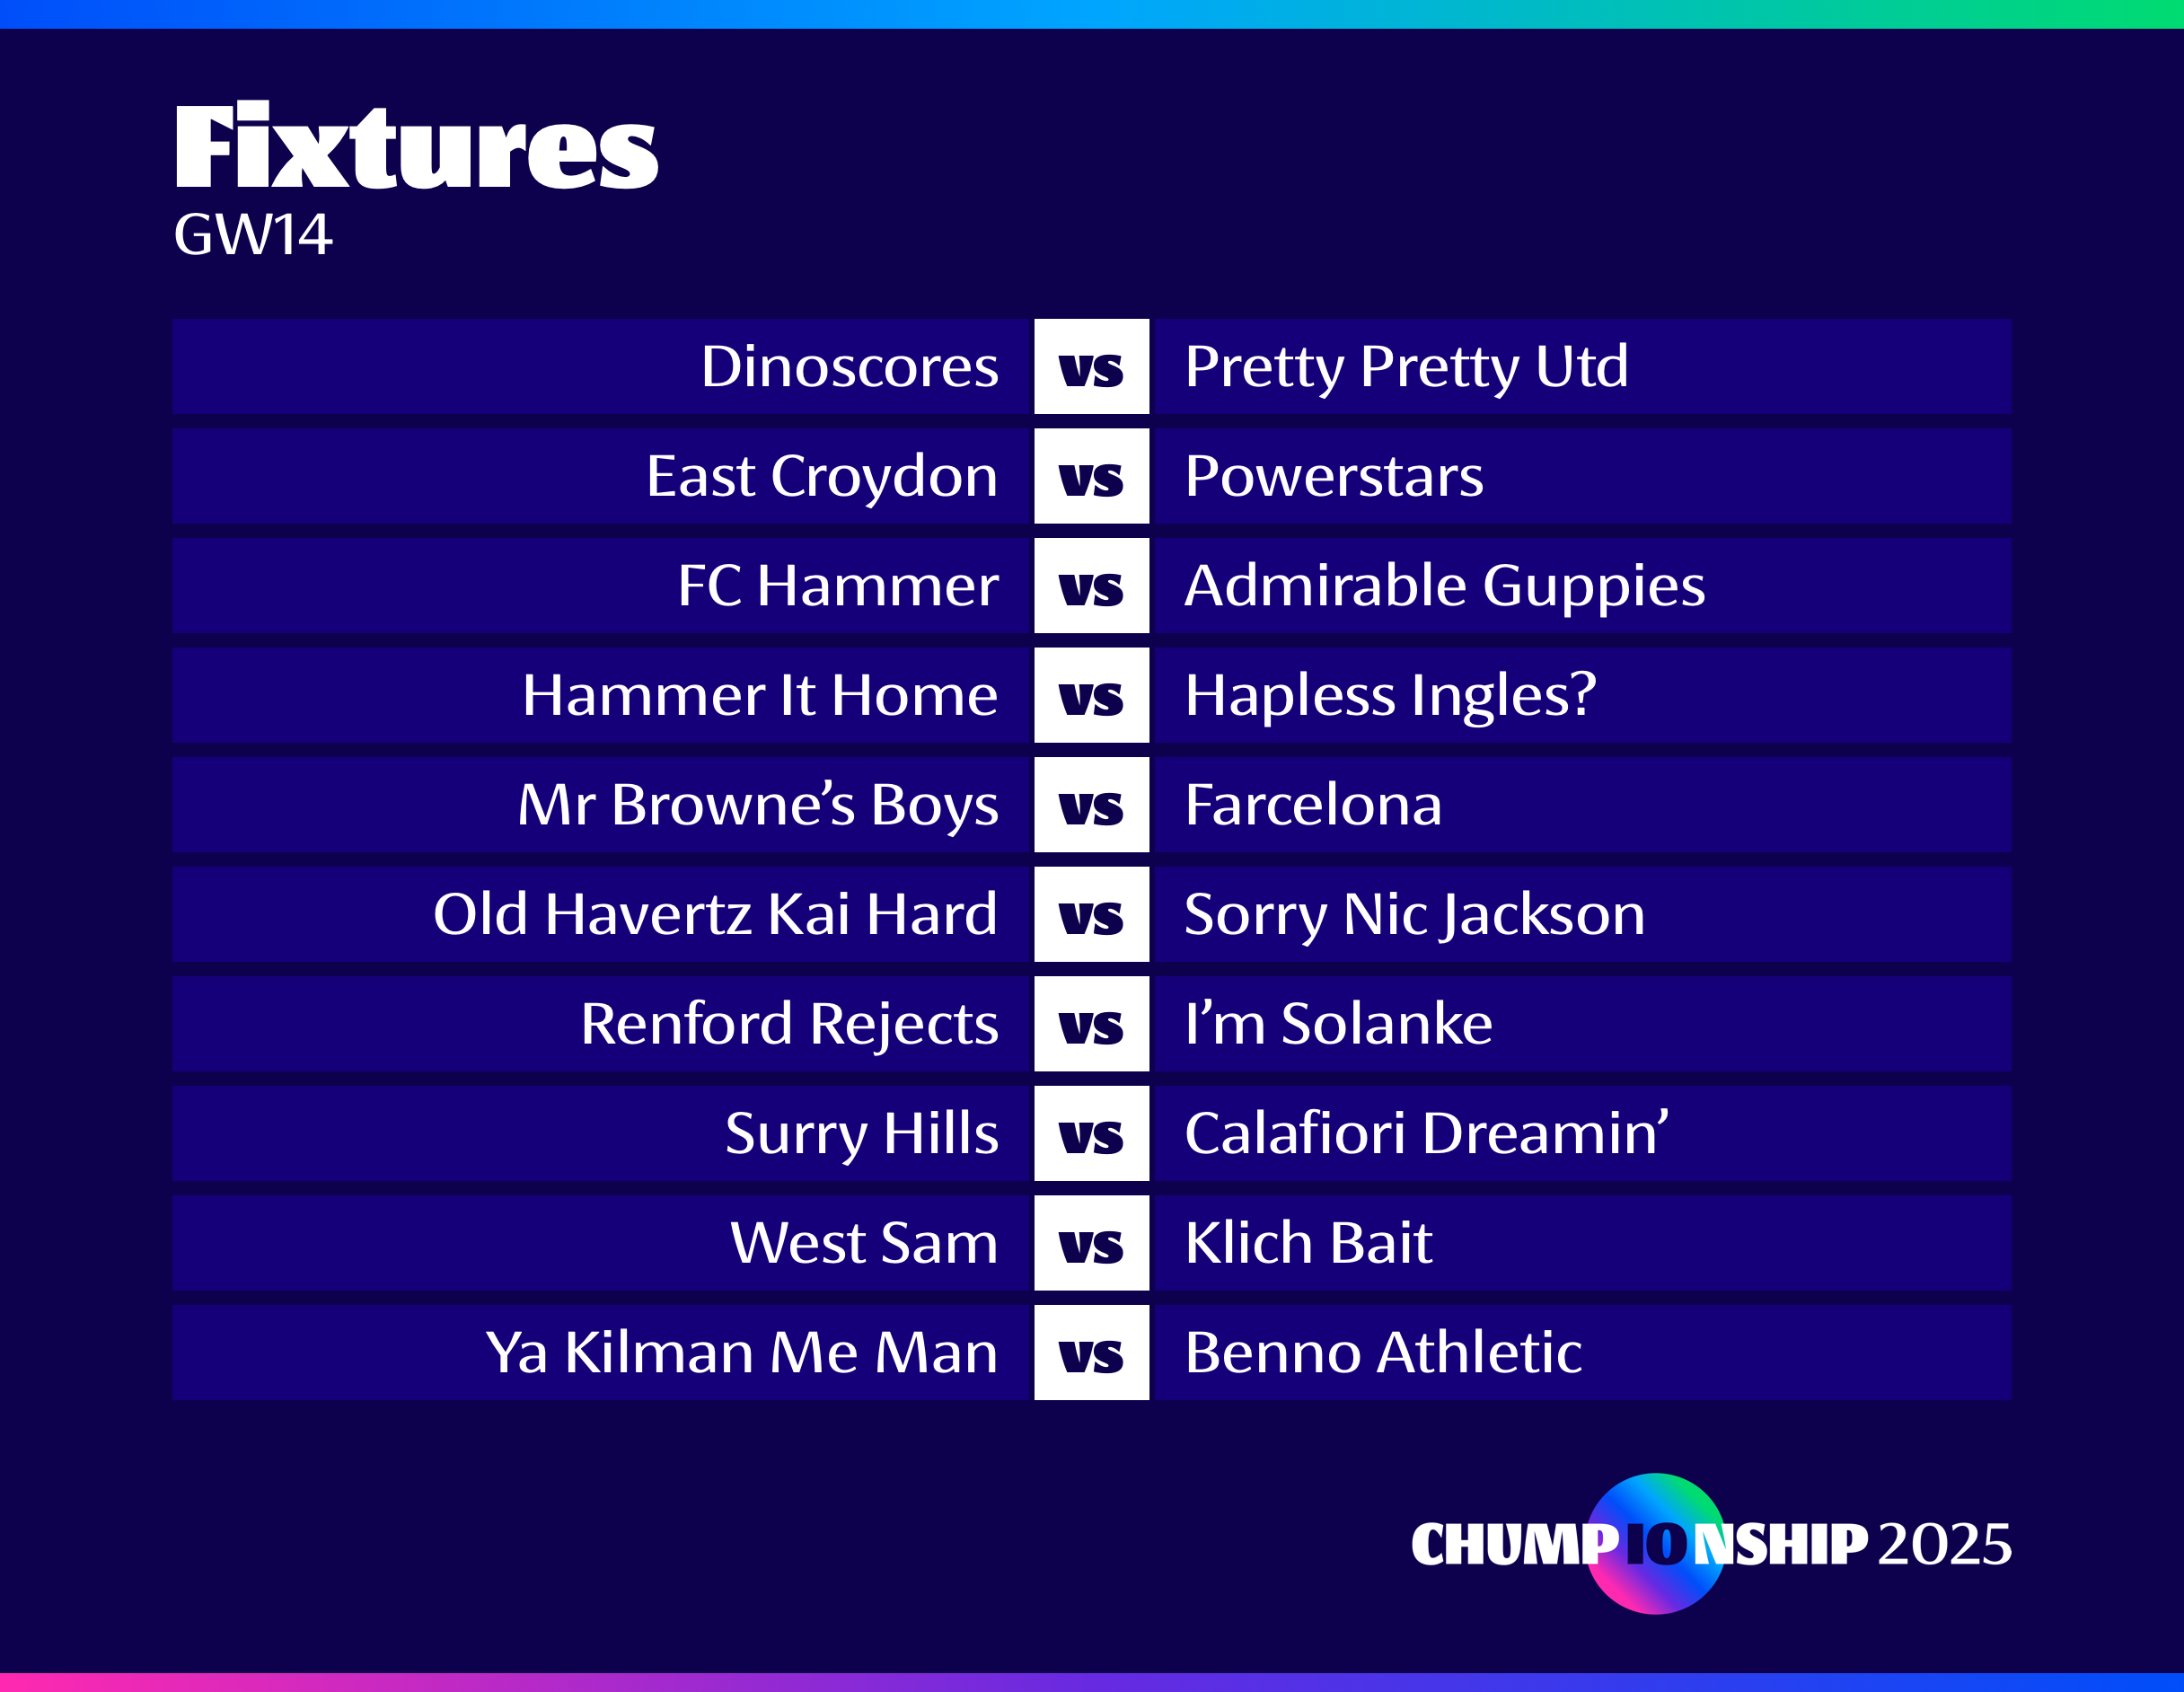 Fixtures
GW14
Dinoscores vs Pretty Pretty Utd
East Croydon vs Powerstars
FC Hammer vs Admirable Guppies
Hammer It Home vs Hapless Ingles?
Mr Browne’s Boys vs Farcelona
Old Havertz Kai Hard vs Sorry Nic Jackson
Renford Rejects vs I’m Solanke
Surry Hills vs Calafiori Dreamin’
West Sam vs Klich Bait
Ya Kilman Me Man vs Benno Athletic
CHUMPIONSHIP 2025